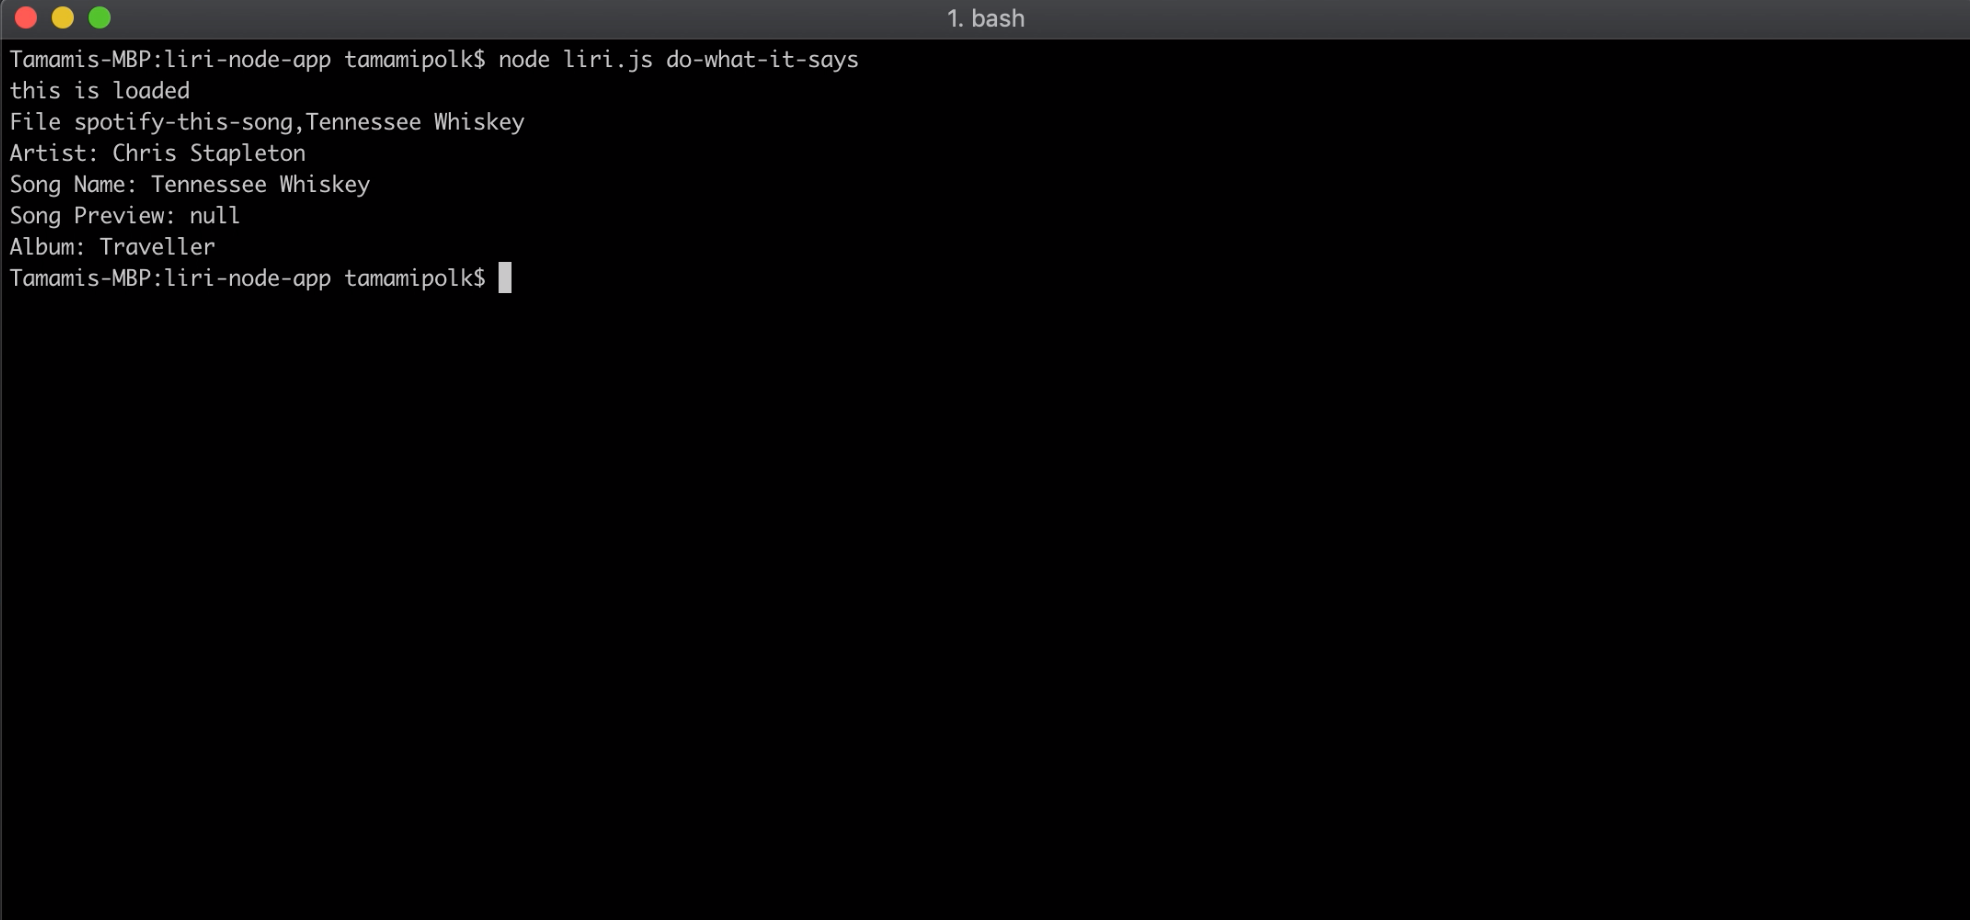 1. bash
Tamamis-MBP:liri-node-app tamamipolk$ node liri.js do-what-it-says
this is loaded
File spotify-this-song,Tennessee Whiskey
Artist: Chris Stapleton
Song Name: Tennessee Whiskey
Song Preview: null
Album: Traveller
Tamamis-MBP:liri-node-app tamamipolk$